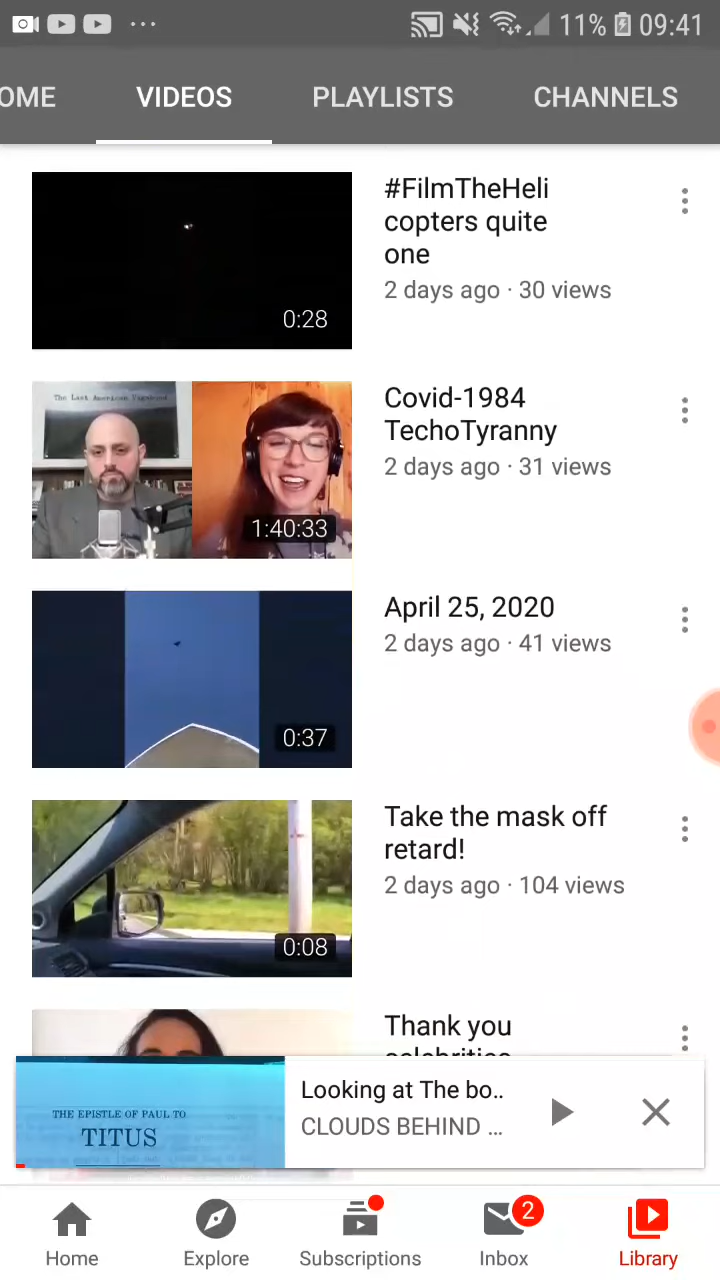 11% 09:41
OME VIDEOS PLAYLISTS CHANNELS
#FilmTheHeli
copters quite
one
2 days ago · 30 views
0:28
The Last American Vagabond
Covid-1984
TechoTyranny
2 days ago · 31 views
1:40:33
April 25, 2020
2 days ago · 41 views
0:37
Take the mask off
retard!
2 days ago · 104 views
0:08
Thank you
celebrities
THE EPISTLE OF PAUL TO
TITUS
Looking at The bo..
CLOUDS BEHIND ...
2
Home Explore Subscriptions Inbox Library